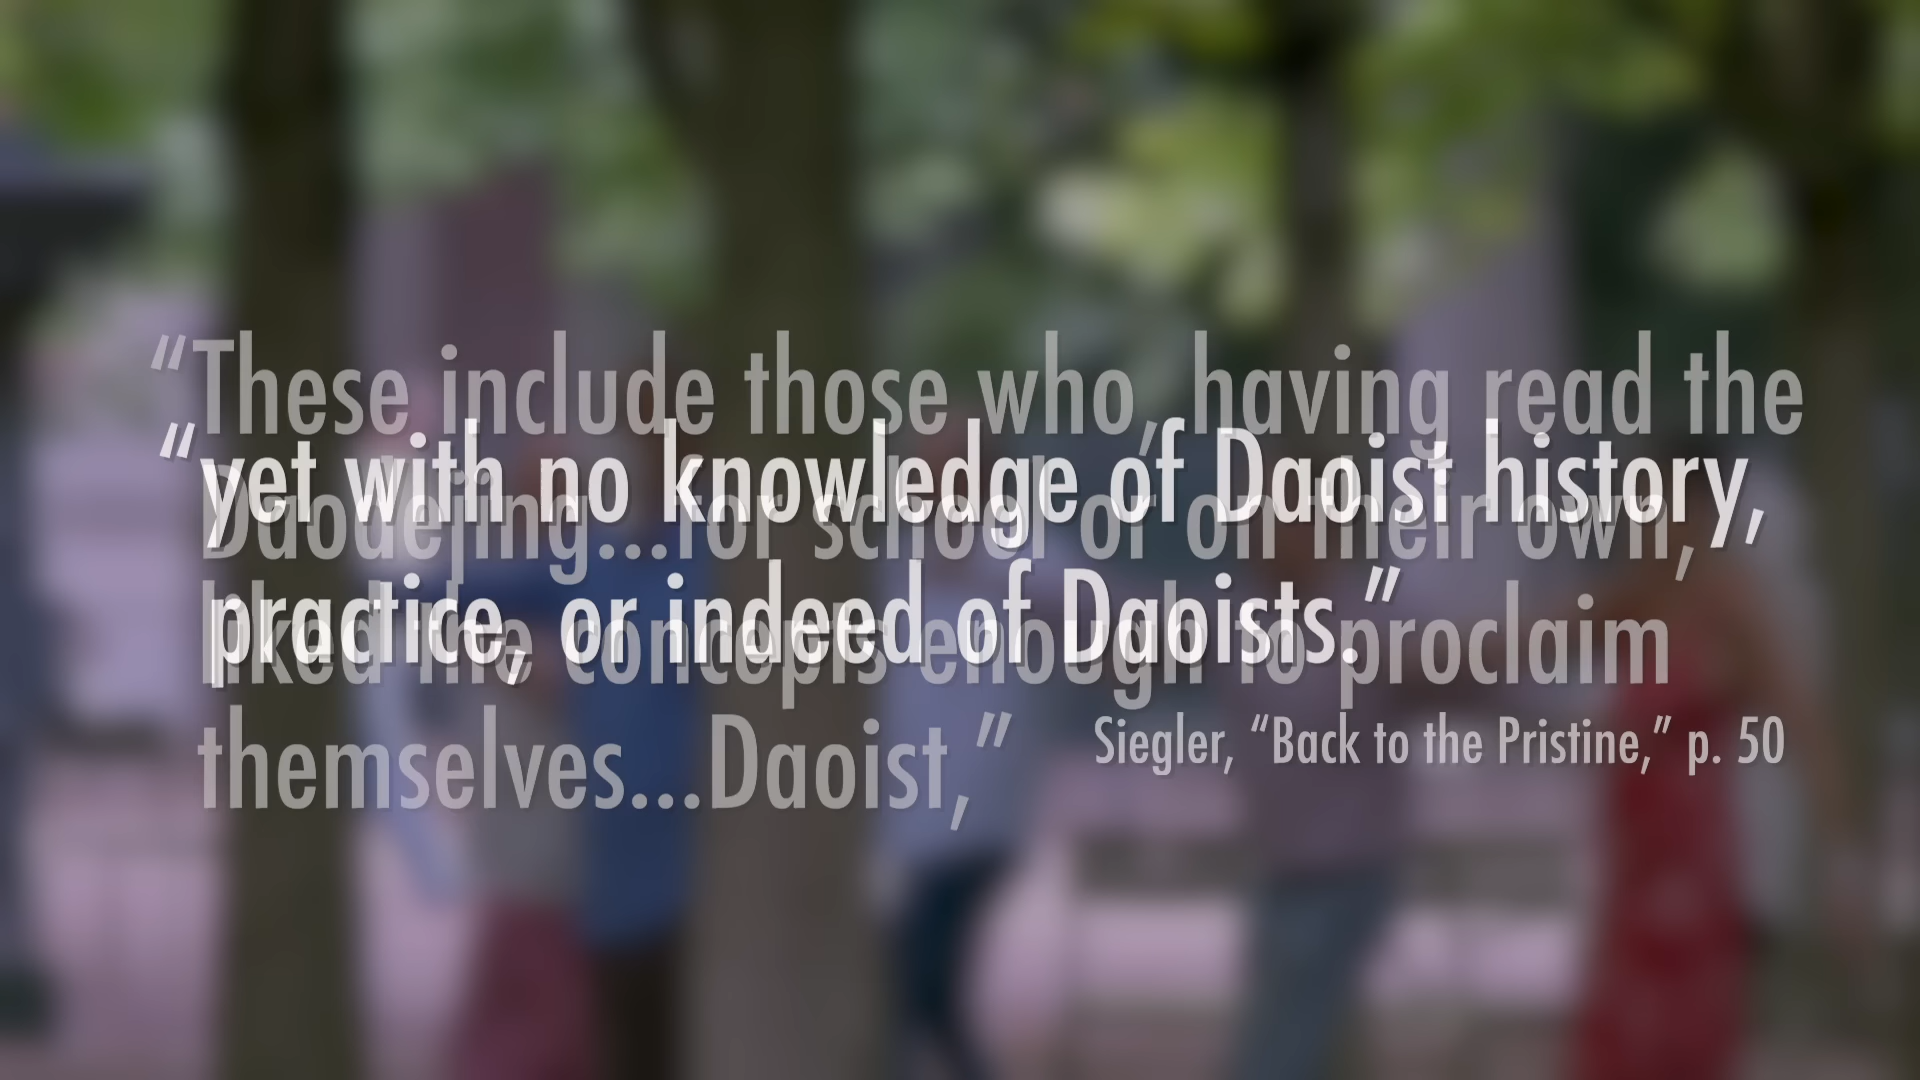 “These include those who, having read the
Daodejing...for school or on their own,
liked the concepts enough to proclaim
themselves...Daoist,”
“yet with no knowledge of Daoist history,
practice, or indeed of Daoists.”
Siegler, “Back to the Pristine,” p. 50